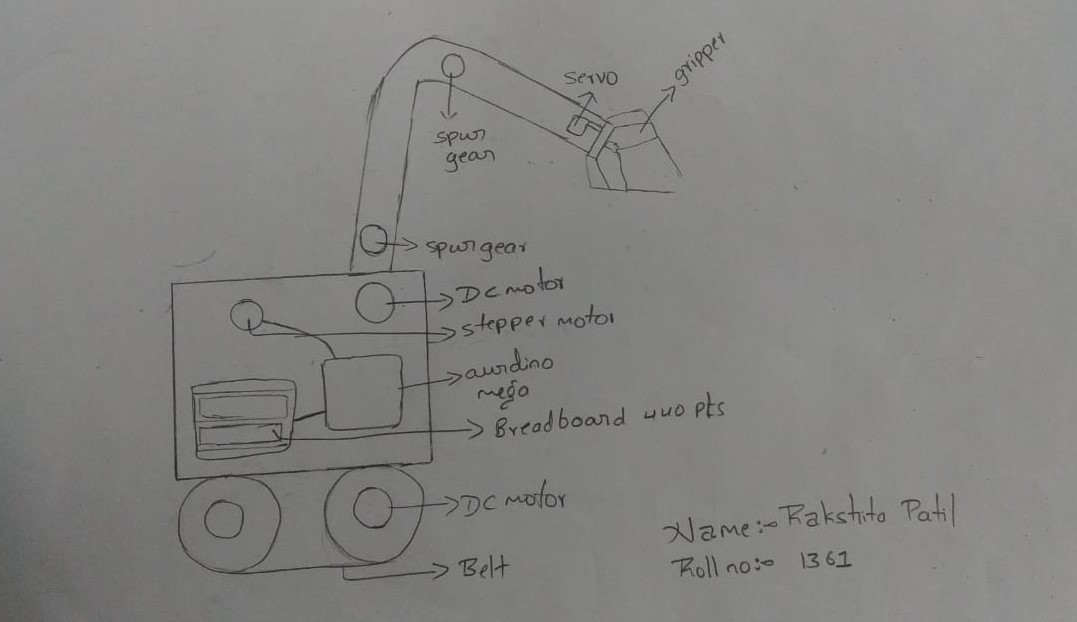 servo
gripper
spur
gear
spur gear
DC motor
stepper motor
aurdino
mega
Breadboard 440 pts
DC motor
Belt
Name:- Rakshita Patil
Roll no:- 1361